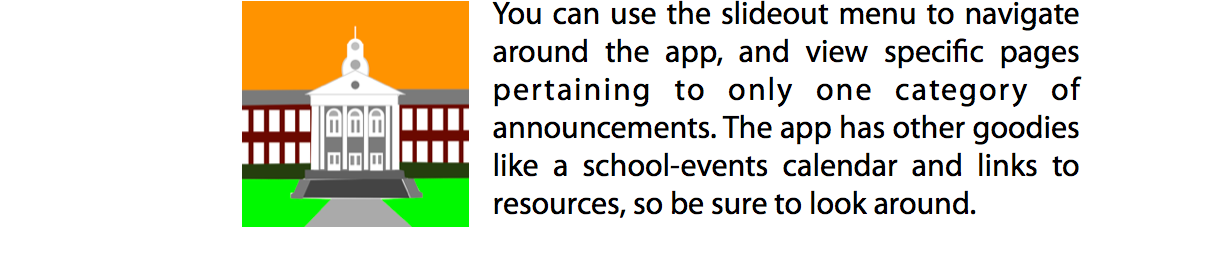 You can use the slideout menu to navigate
around the app, and view specific pages
pertaining to only one category of
announcements. The app has other goodies
like a school-events calendar and links to
resources, so be sure to look around.